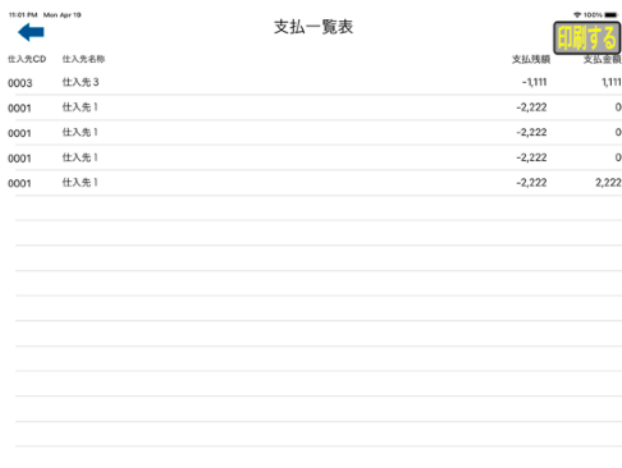 11:01 PM Mon Apr 19
100%
支払一覧表
印刷する
仕入先CD 仕入先名称 支払残額 支払金額
0003 仕入先3 -1,111 1,111
0001 仕入先1 -2,222 0
0001 仕入先1 -2,222 0
0001 仕入先1 -2,222 0
0001 仕入先1 -2,222 2,222